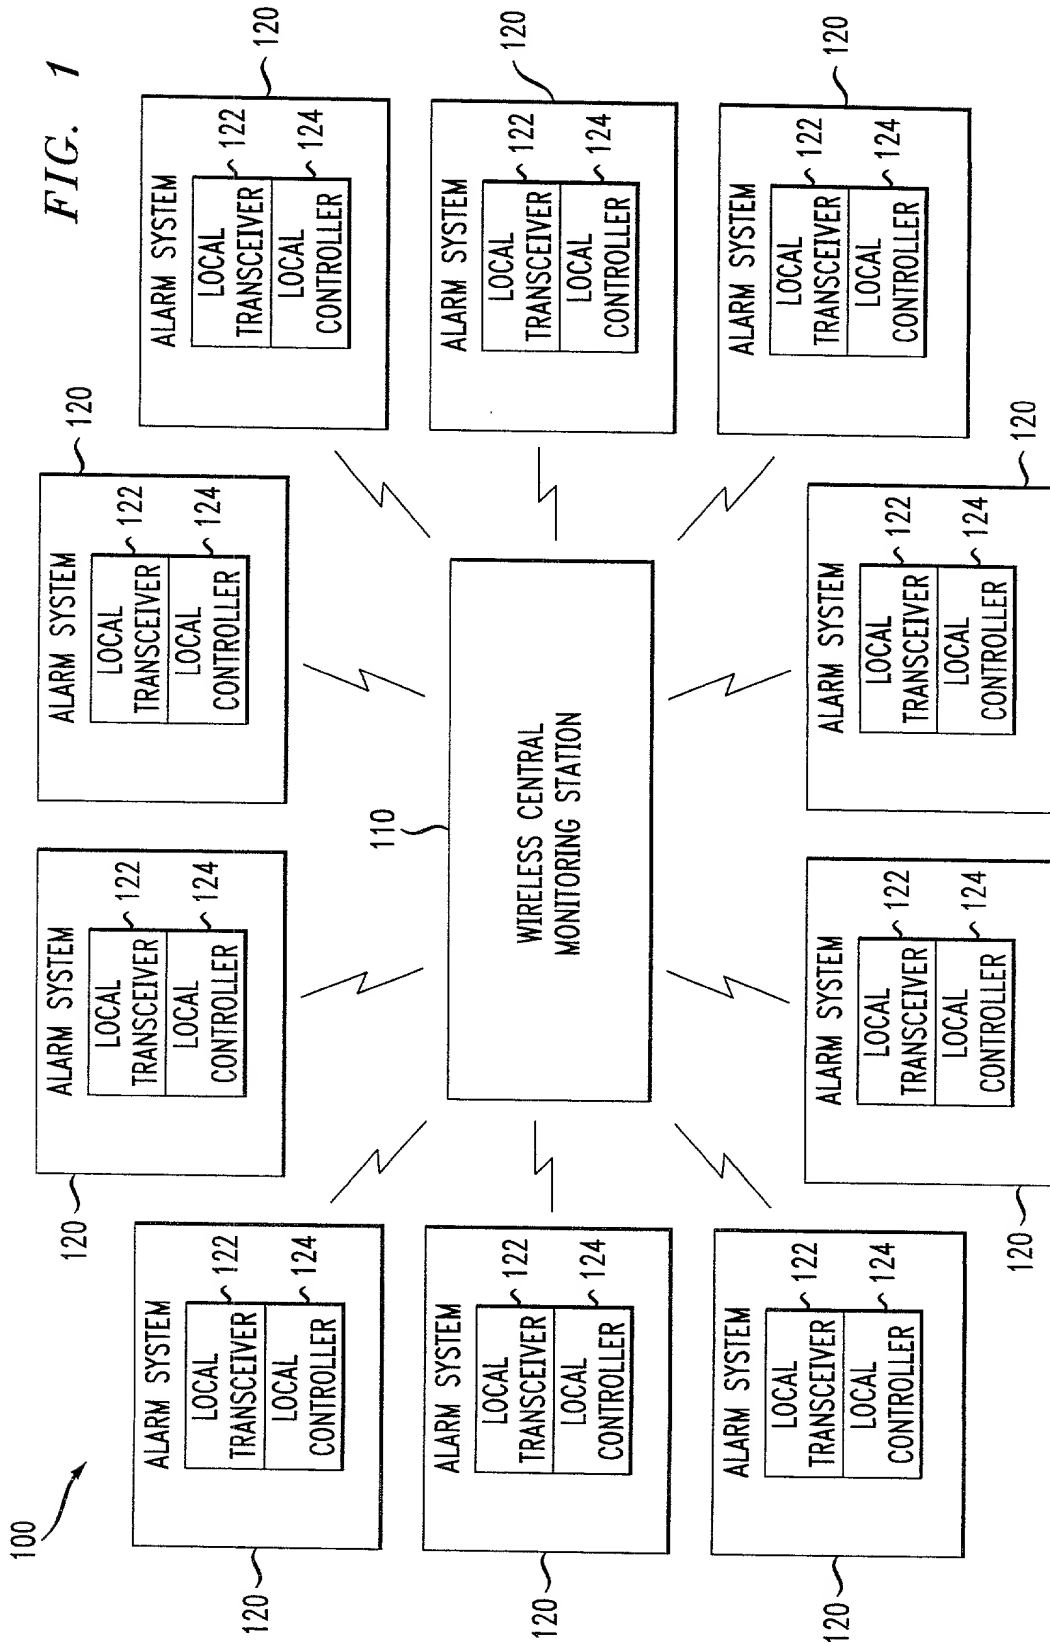 FIG. 1
100
120
ALARM SYSTEM
LOCAL
TRANSCEIVER
122
LOCAL
CONTROLLER
124
120
ALARM SYSTEM
LOCAL
TRANSCEIVER
122
LOCAL
CONTROLLER
124
120
ALARM SYSTEM
LOCAL
TRANSCEIVER
122
LOCAL
CONTROLLER
124
120
ALARM SYSTEM
LOCAL
TRANSCEIVER
122
LOCAL
CONTROLLER
124
120
ALARM SYSTEM
LOCAL
TRANSCEIVER
122
LOCAL
CONTROLLER
124
110
WIRELESS CENTRAL
MONITORING STATION
120
ALARM SYSTEM
LOCAL
TRANSCEIVER
122
LOCAL
CONTROLLER
124
120
ALARM SYSTEM
LOCAL
TRANSCEIVER
122
LOCAL
CONTROLLER
124
120
ALARM SYSTEM
LOCAL
TRANSCEIVER
122
LOCAL
CONTROLLER
124
120
ALARM SYSTEM
LOCAL
TRANSCEIVER
122
LOCAL
CONTROLLER
124
120
ALARM SYSTEM
LOCAL
TRANSCEIVER
122
LOCAL
CONTROLLER
124